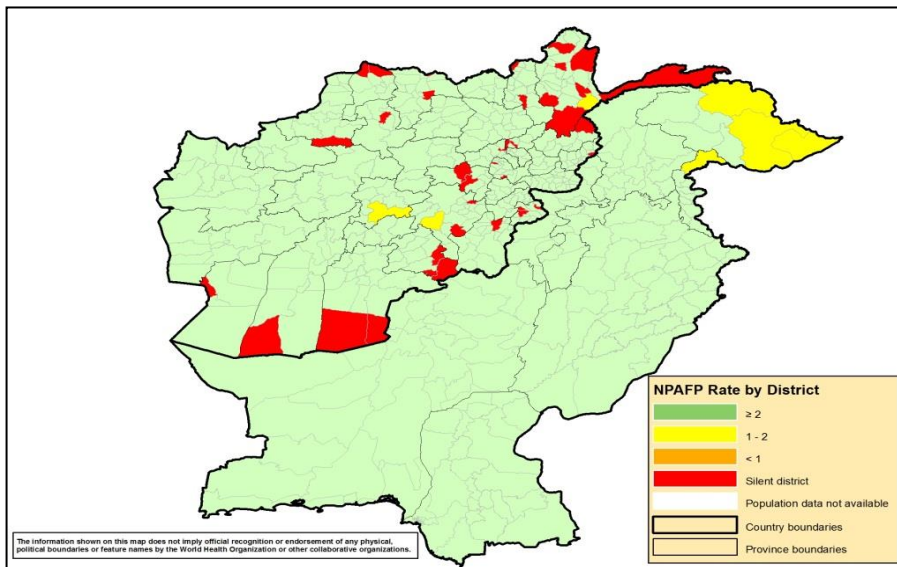 NPAFP Rate by District
≥ 2
1 - 2
< 1
Silent district
Population data not available
Country boundaries
Province boundaries
The information shown on this map does not imply official recognition or endorsement of any physical,
political boundaries or feature names by the World Health Organization or other collaborative organizations.